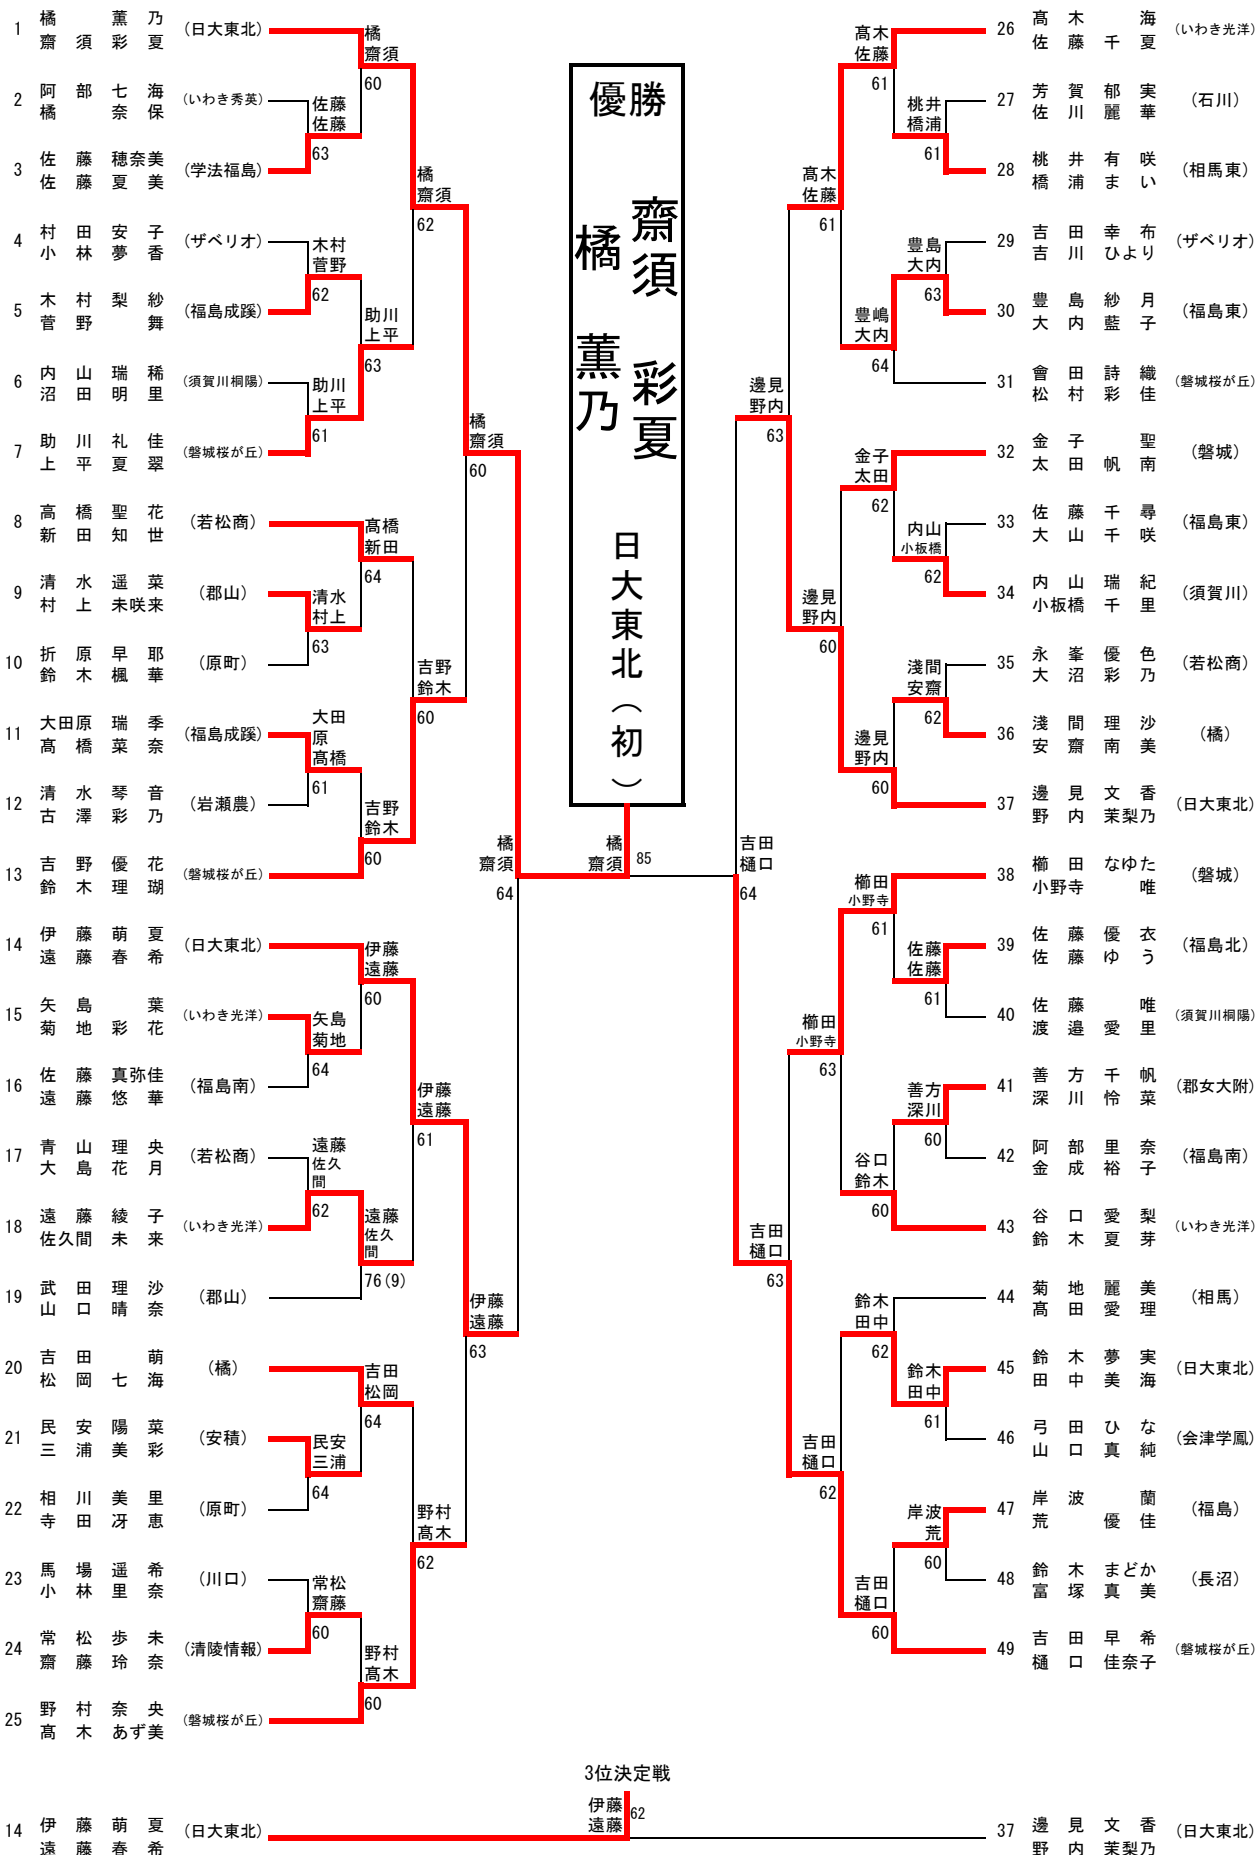 1 橘 薫乃 (日大東北)
齋須彩夏
2 阿部七海 (いわき秀英)
橘 奈保
3 佐藤穂奈美 (学法福島)
佐藤夏美
4 村田安子 (ザベリオ)
小林夢香
5 木村梨紗 (福島成蹊)
菅野 舞
6 内山瑞稀 (須賀川桐陽)
沼田明里
7 助川礼佳 (磐城桜が丘)
上平夏翠
8 高橋聖花 (若松商)
新田知世
9 清水遥菜 (郡山)
村上未咲来
10 折原早耶 (原町)
鈴木楓華
11 大田原瑞季 (福島成蹊)
髙橋菜奈
12 清水琴音 (岩瀬農)
古澤彩乃
13 吉野優花 (磐城桜が丘)
鈴木理瑚
14 伊藤萌夏 (日大東北)
遠藤春希
15 矢島 葉 (いわき光洋)
菊地彩花
16 佐藤真弥佳 (福島南)
遠藤悠華
17 青山理央 (若松商)
大島花月
18 遠藤綾子 (いわき光洋)
佐久間未来
19 武田理沙 (郡山)
山口晴奈
20 吉田 萌 (橘)
松岡七海
21 民安陽菜 (安積)
三浦美彩
22 相川美里 (原町)
寺田冴恵
23 馬場遥希 (川口)
小林里奈
24 常松歩未 (清陵情報)
齋藤玲奈
25 野村奈央 (磐城桜が丘)
髙木あず美
佐藤
佐藤
63
木村
菅野
62
助川
上平
61
清水
村上
63
大田
原
髙橋
61
矢島
菊地
64
遠藤
佐久
間
62
民安
三浦
64
常松
齋藤
60
橘
齋須
60
助川
上平
63
髙橋
新田
64
吉野
鈴木
60
伊藤
遠藤
60
遠藤
佐久
間
76(9)
吉田
松岡
64
野村
髙木
60
橘
齋須
62
吉野
鈴木
60
伊藤
遠藤
61
野村
髙木
62
橘
齋須
60
伊藤
遠藤
63
橘
齋須
64
優勝
齋須 彩夏
橘 薫乃
日大東北(初)
橘
齋須
85
吉田
樋口
64
邊見
野内
63
吉田
樋口
63
髙木
佐藤
61
邊見
野内
60
櫛田
小野寺
63
吉田
樋口
62
髙木
佐藤
61
豊嶋
大内
64
金子
太田
62
邊見
野内
60
櫛田
小野寺
61
谷口
鈴木
60
鈴木
田中
62
吉田
樋口
60
桃井
橋浦
61
豊島
大内
63
内山
小板橋
62
淺間
安齋
62
佐藤
佐藤
61
善方
深川
60
鈴木
田中
61
岸波
荒
60
26 髙木 海 (いわき光洋)
佐藤千夏
27 芳賀郁実 (石川)
佐川麗華
28 桃井有咲 (相馬東)
橋浦まい
29 吉田幸布 (ザベリオ)
吉川ひより
30 豊島紗月 (福島東)
大内藍子
31 會田詩織 (磐城桜が丘)
松村彩佳
32 金子 聖 (磐城)
太田帆南
33 佐藤千尋 (福島東)
大山千咲
34 内山瑞紀 (須賀川)
小板橋千里
35 永峯優色 (若松商)
大沼彩乃
36 淺間理沙 (橘)
安齋南美
37 邊見文香 (日大東北)
野内茉梨乃
38 櫛田なゆた (磐城)
小野寺 唯
39 佐藤優衣 (福島北)
佐藤ゆう
40 佐藤 唯 (須賀川桐陽)
渡邉愛里
41 善方千帆 (郡女大附)
深川怜菜
42 阿部里奈 (福島南)
金成裕子
43 谷口愛梨 (いわき光洋)
鈴木夏芽
44 菊地麗美 (相馬)
髙田愛理
45 鈴木夢実 (日大東北)
田中美海
46 弓田ひな (会津学鳳)
山口真純
47 岸波 蘭 (福島)
荒 優佳
48 鈴木まどか (長沼)
富塚真美
49 吉田早希 (磐城桜が丘)
樋口佳奈子
3位決定戦
14 伊藤萌夏 (日大東北)
遠藤春希
伊藤
遠藤
62
37 邊見文香 (日大東北)
野内茉梨乃